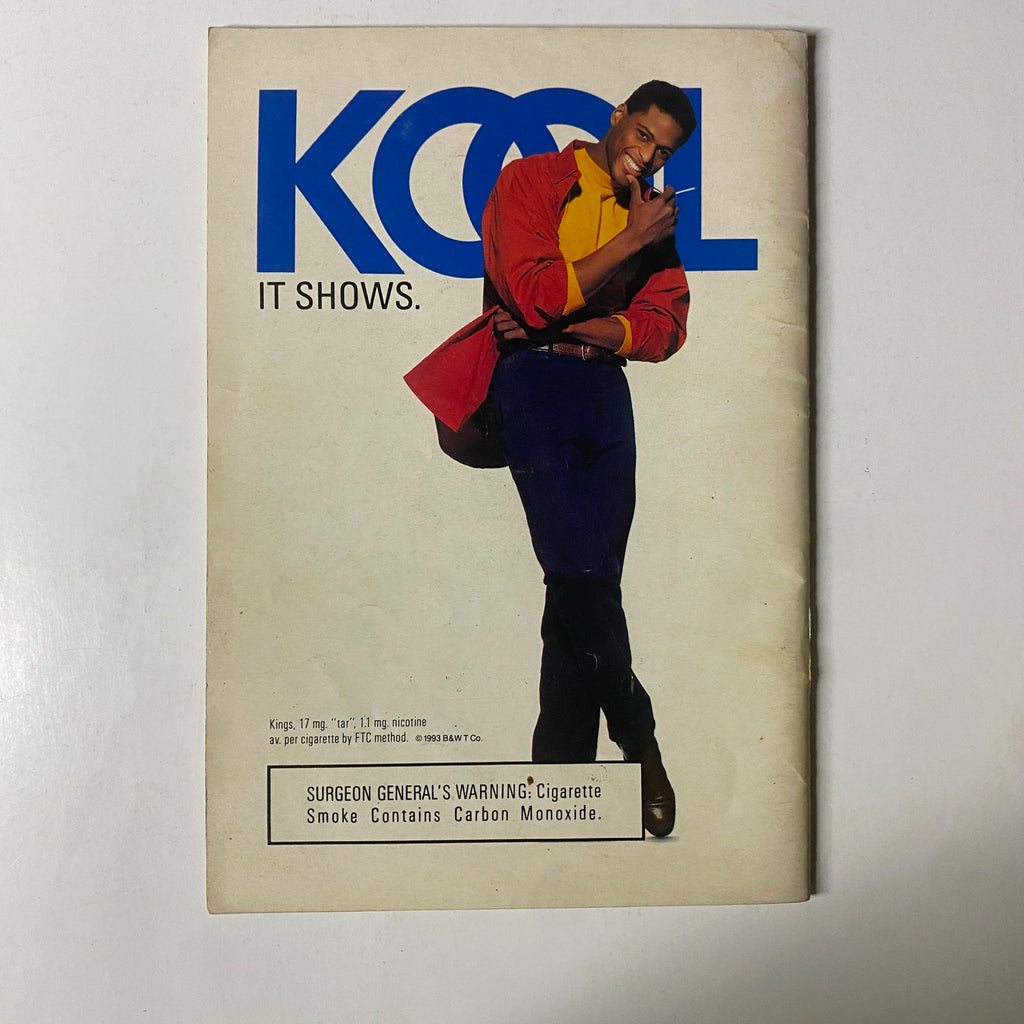 KOOL
IT SHOWS.
Kings, 17 mg. "tar", 1.1 mg. nicotine
av. per cigarette by FTC method. ©1993 B&W T Co.
SURGEON GENERAL'S WARNING: Cigarette
Smoke Contains Carbon Monoxide.